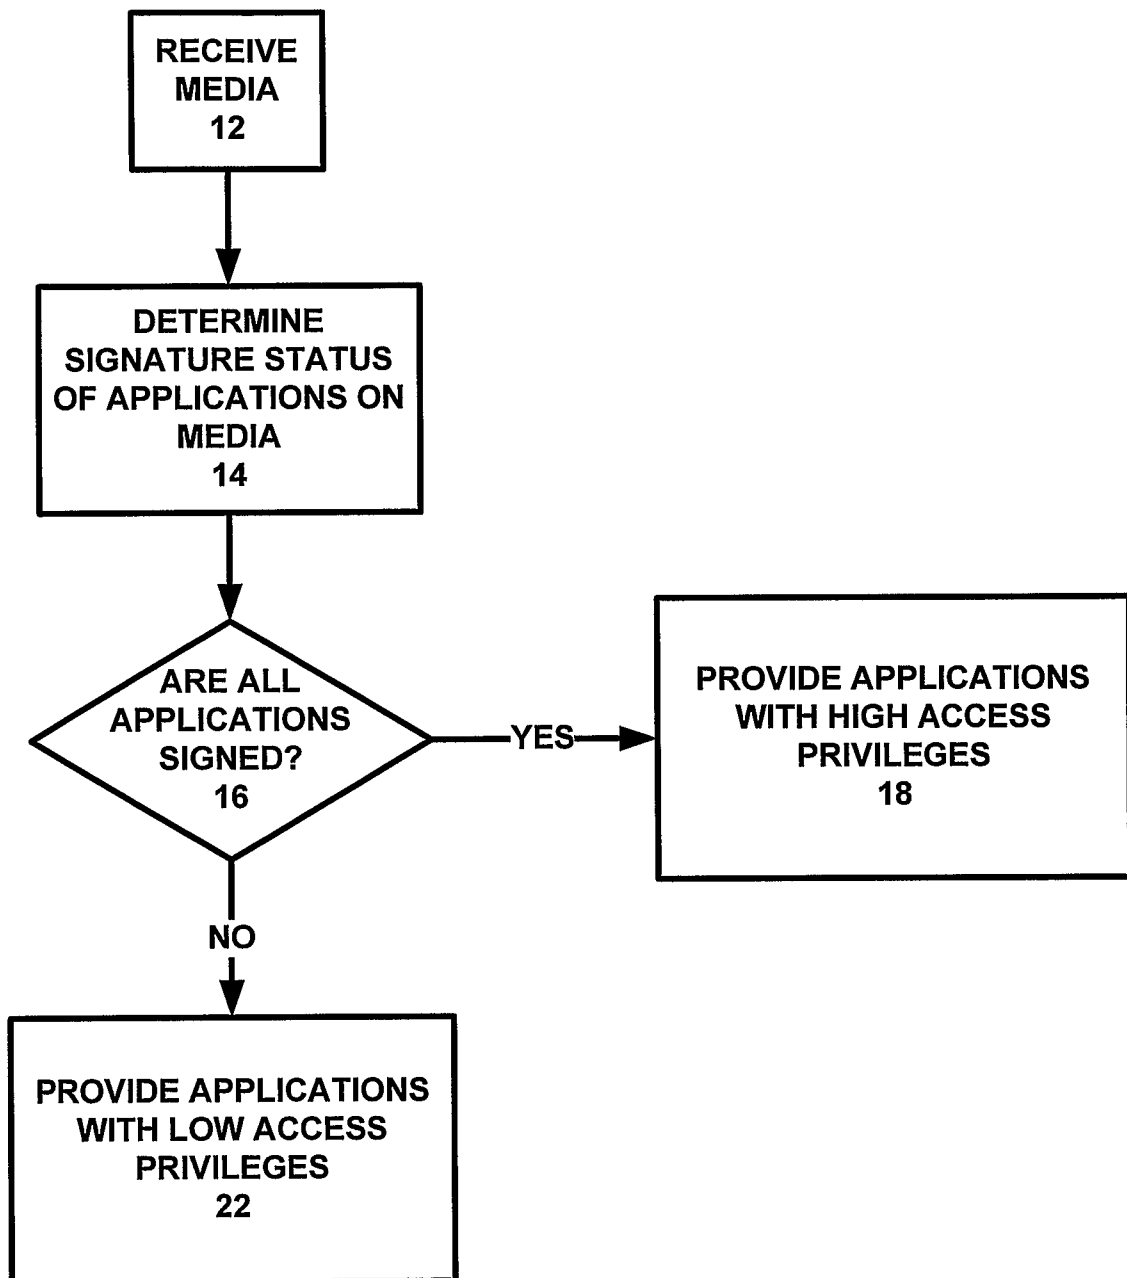 RECEIVE
MEDIA
12
DETERMINE
SIGNATURE STATUS
OF APPLICATIONS ON
MEDIA
14
ARE ALL
APPLICATIONS
SIGNED?
16
YES
PROVIDE APPLICATIONS
WITH HIGH ACCESS
PRIVILEGES
18
NO
PROVIDE APPLICATIONS
WITH LOW ACCESS
PRIVILEGES
22